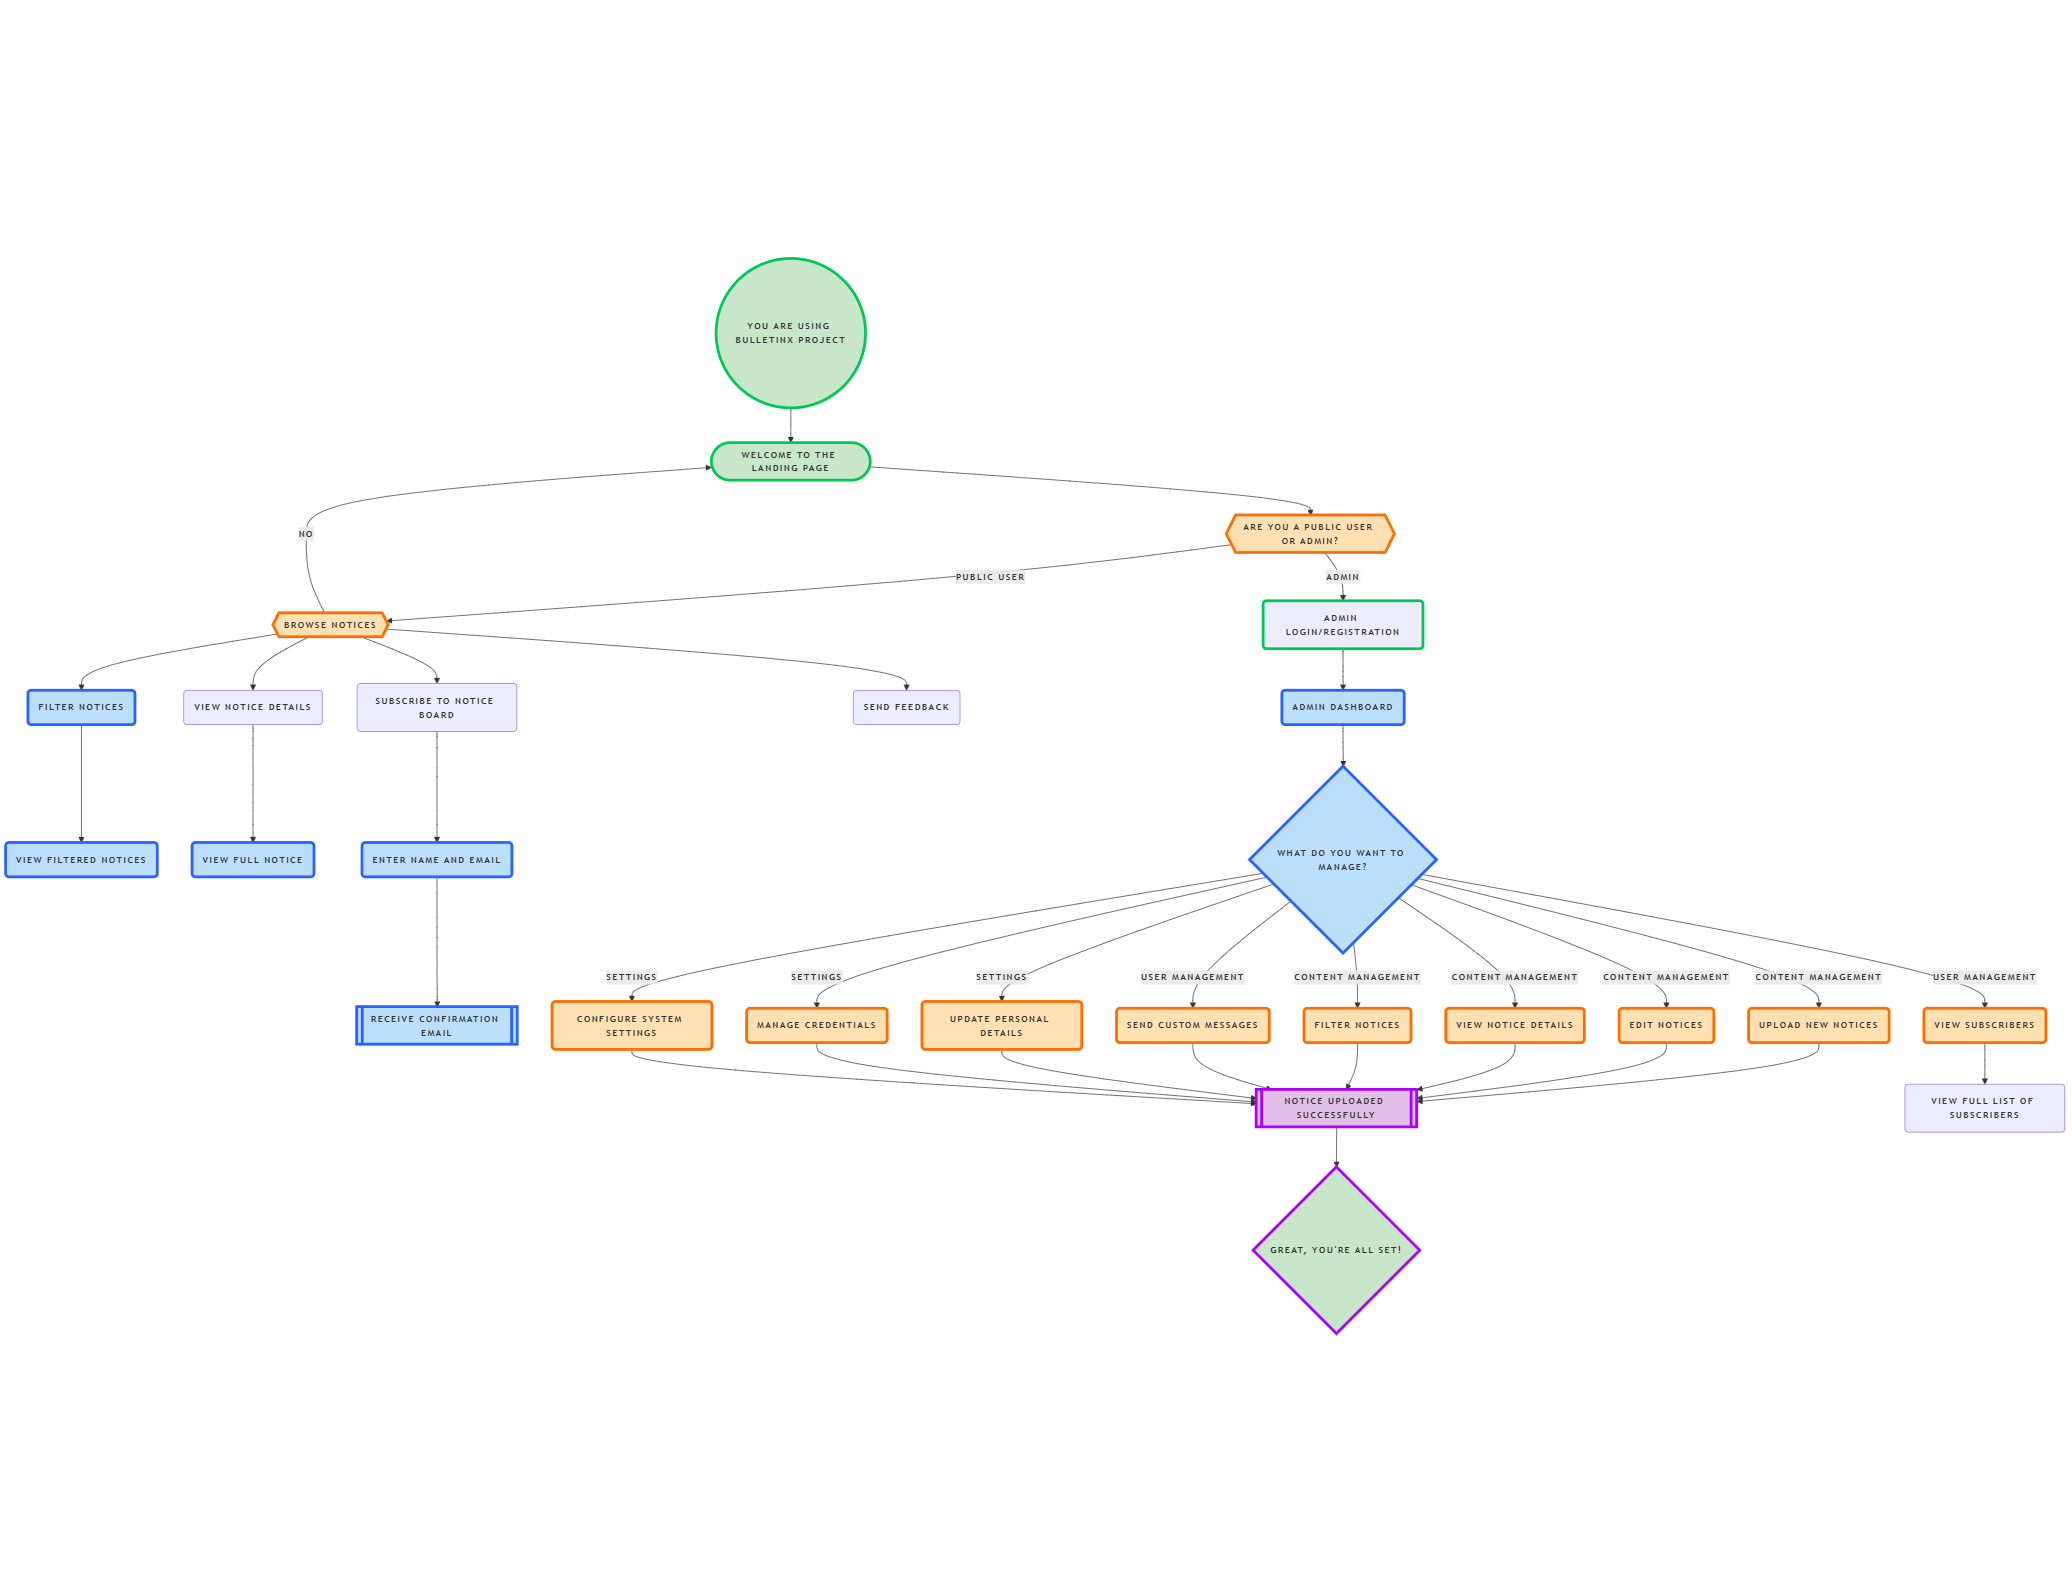 YOU ARE USING
BULLETINX PROJECT
WELCOME TO THE
LANDING PAGE
NO
ARE YOU A PUBLIC USER
OR ADMIN?
PUBLIC USER
ADMIN
BROWSE NOTICES
ADMIN
LOGIN/REGISTRATION
FILTER NOTICES
VIEW NOTICE DETAILS
SUBSCRIBE TO NOTICE
BOARD
SEND FEEDBACK
ADMIN DASHBOARD
VIEW FILTERED NOTICES
VIEW FULL NOTICE
ENTER NAME AND EMAIL
WHAT DO YOU WANT TO
MANAGE?
SETTINGS
SETTINGS
SETTINGS
USER MANAGEMENT
CONTENT MANAGEMENT
CONTENT MANAGEMENT
CONTENT MANAGEMENT
CONTENT MANAGEMENT
USER MANAGEMENT
RECEIVE CONFIRMATION
EMAIL
CONFIGURE SYSTEM
SETTINGS
MANAGE CREDENTIALS
UPDATE PERSONAL
DETAILS
SEND CUSTOM MESSAGES
FILTER NOTICES
VIEW NOTICE DETAILS
EDIT NOTICES
UPLOAD NEW NOTICES
VIEW SUBSCRIBERS
NOTICE UPLOADED
SUCCESSFULLY
VIEW FULL LIST OF
SUBSCRIBERS
GREAT, YOU'RE ALL SET!